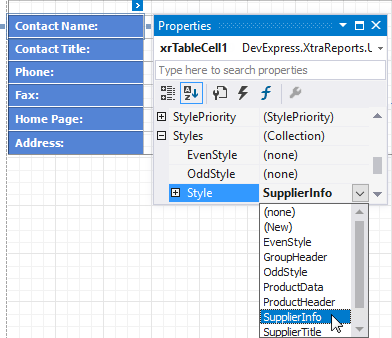 Contact Name:
Contact Title:
Phone:
Fax:
Home Page:
Address:
Properties
xrTableCell1 DevExpress.XtraReports.U
Type here to search properties
StylePriority (StylePriority)
Styles (Collection)
EvenStyle (none)
OddStyle (none)
Style SupplierInfo
(none)
(New)
EvenStyle
GroupHeader
OddStyle
ProductData
ProductHeader
SupplierInfo
SupplierTitle